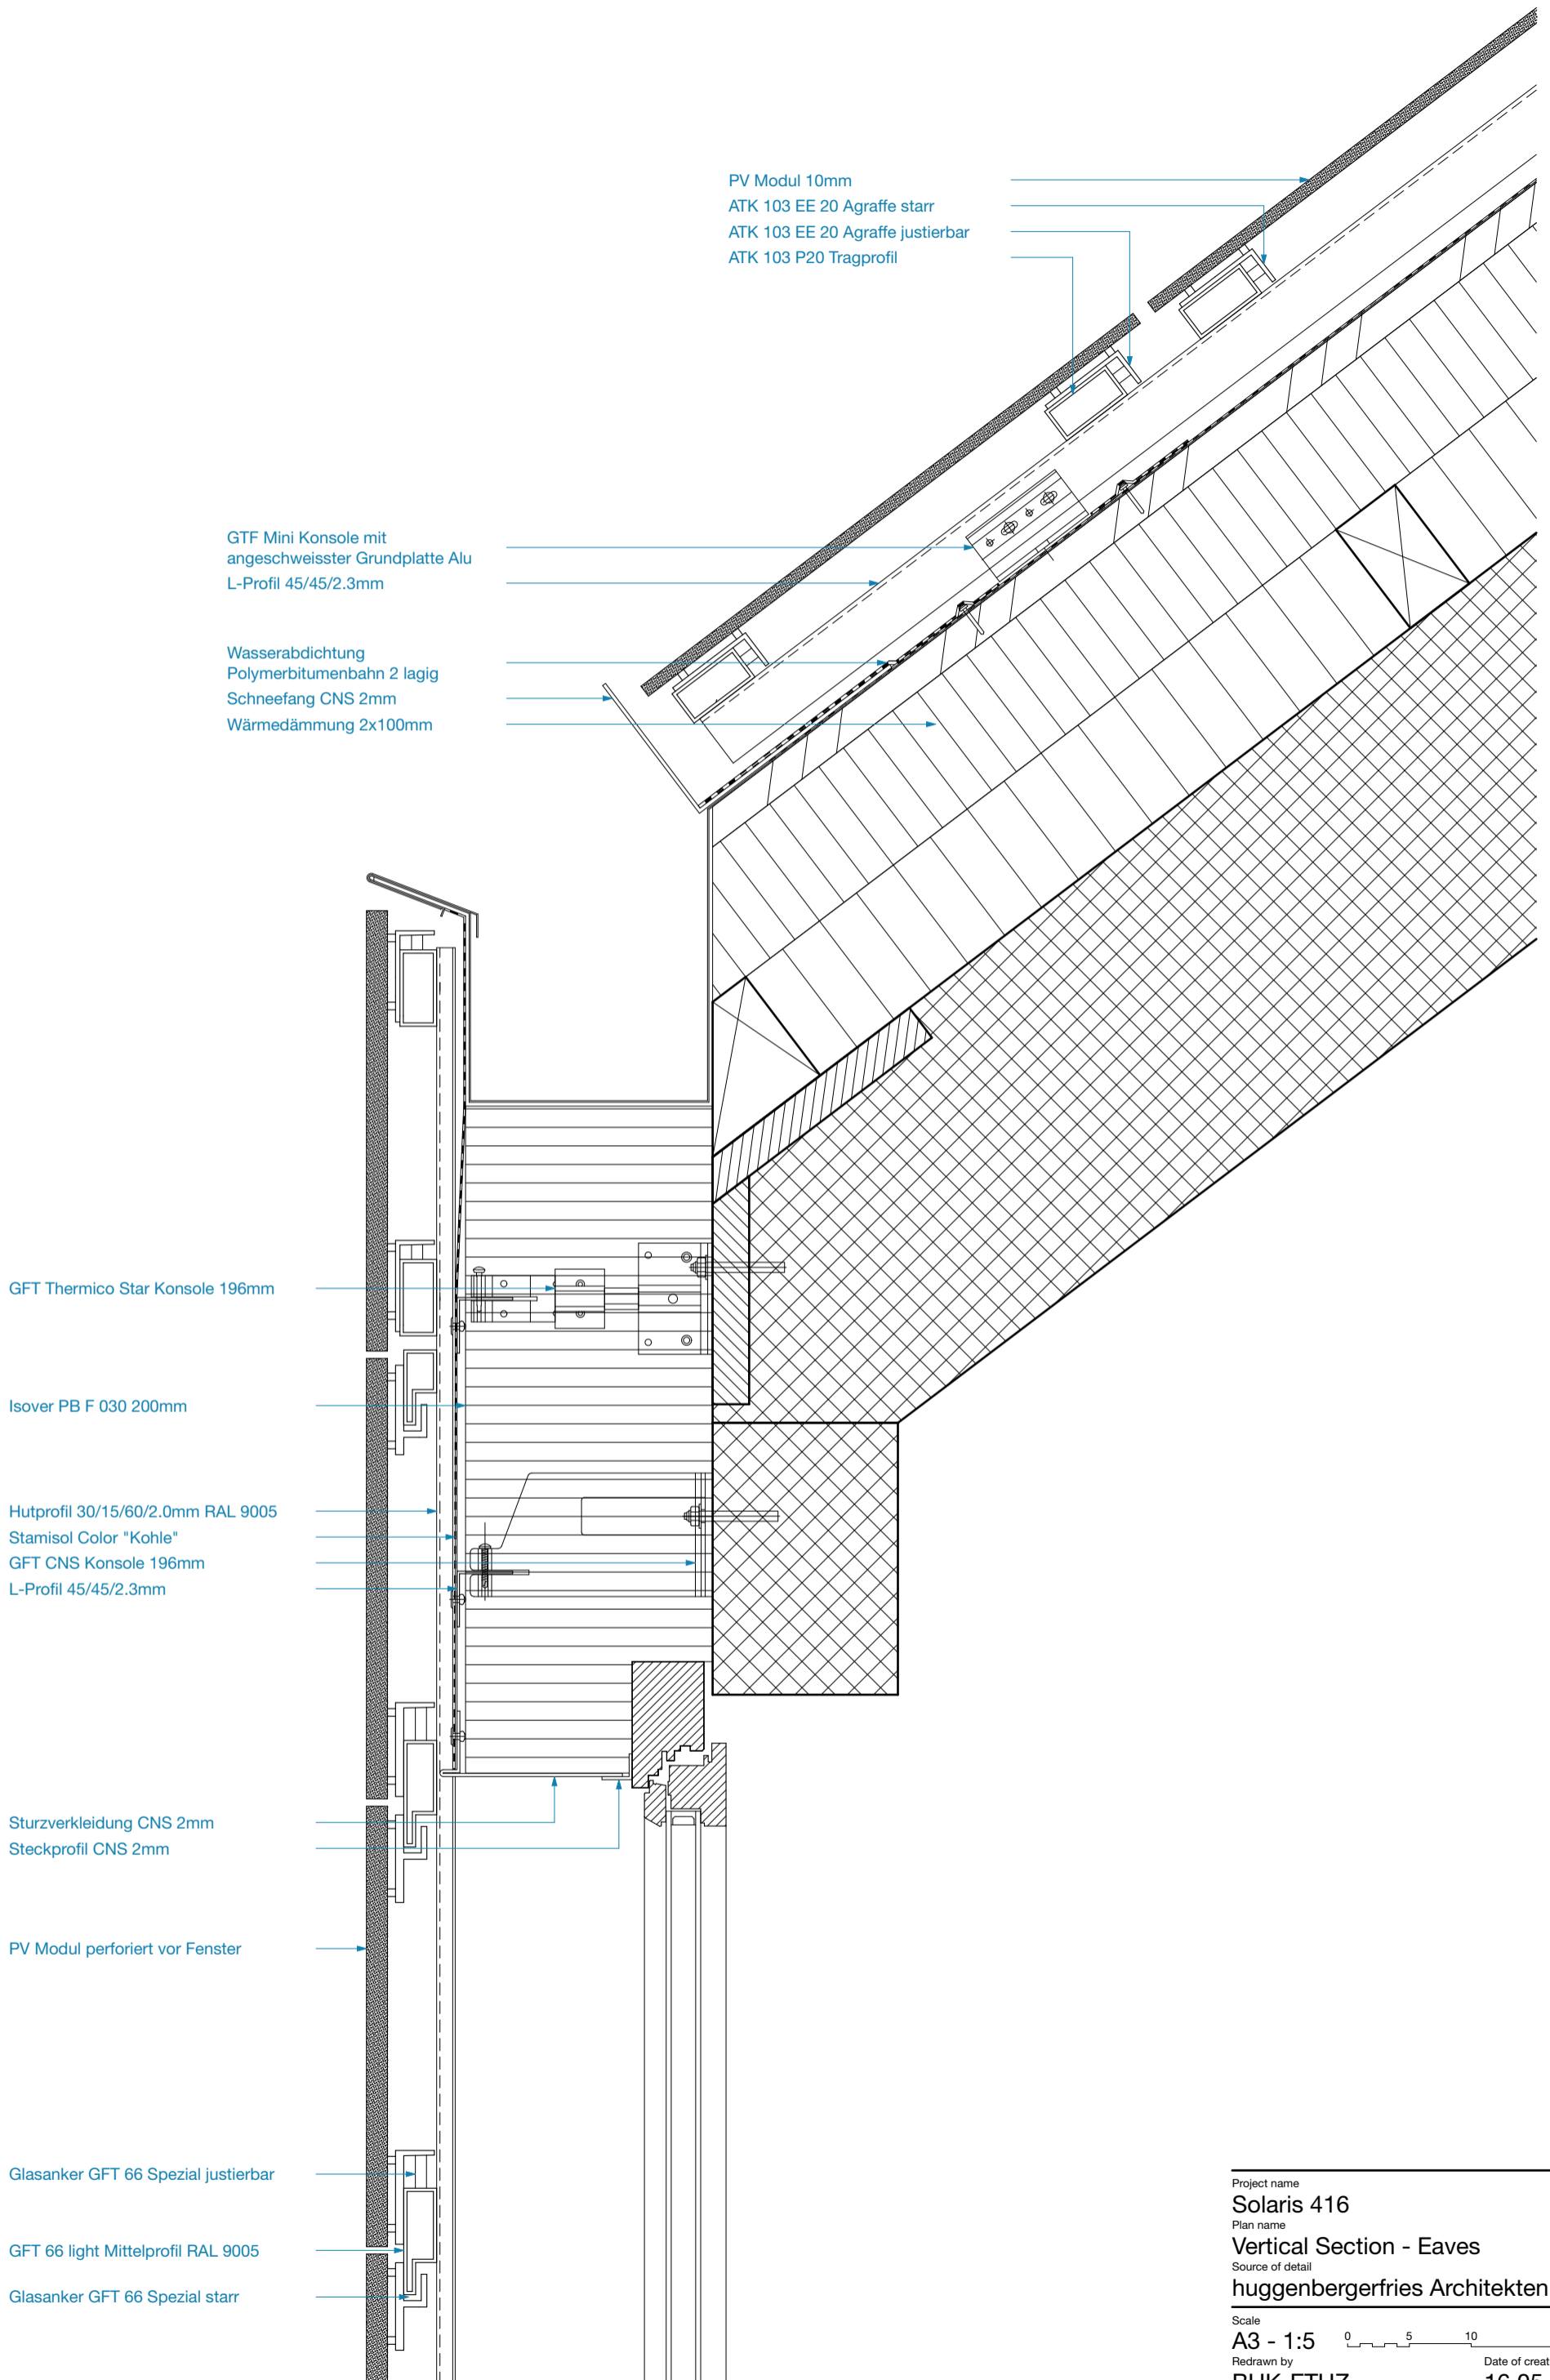 PV Modul 10mm
ATK 103 EE 20 Agraffe starr
ATK 103 EE 20 Agraffe justierbar
ATK 103 P20 Tragprofil
GTF Mini Konsole mit
angeschweisster Grundplatte Alu
L-Profil 45/45/2.3mm
Wasserabdichtung
Polymerbitumenbahn 2 lagig
Schneefang CNS 2mm
Wärmedämmung 2x100mm
GFT Thermico Star Konsole 196mm
Isover PB F 030 200mm
Hutprofil 30/15/60/2.0mm RAL 9005
Stamisol Color "Kohle"
GFT CNS Konsole 196mm
L-Profil 45/45/2.3mm
Sturzverkleidung CNS 2mm
Steckprofil CNS 2mm
PV Modul perforiert vor Fenster
Glasanker GFT 66 Spezial justierbar
GFT 66 light Mittelprofil RAL 9005
Glasanker GFT 66 Spezial starr
Project name
Solaris 416
Plan name
Vertical Section - Eaves
Source of detail
huggenbergerfries Architekten
Scale
A3 - 1:5 0 5 10
Redrawn by Date of creat